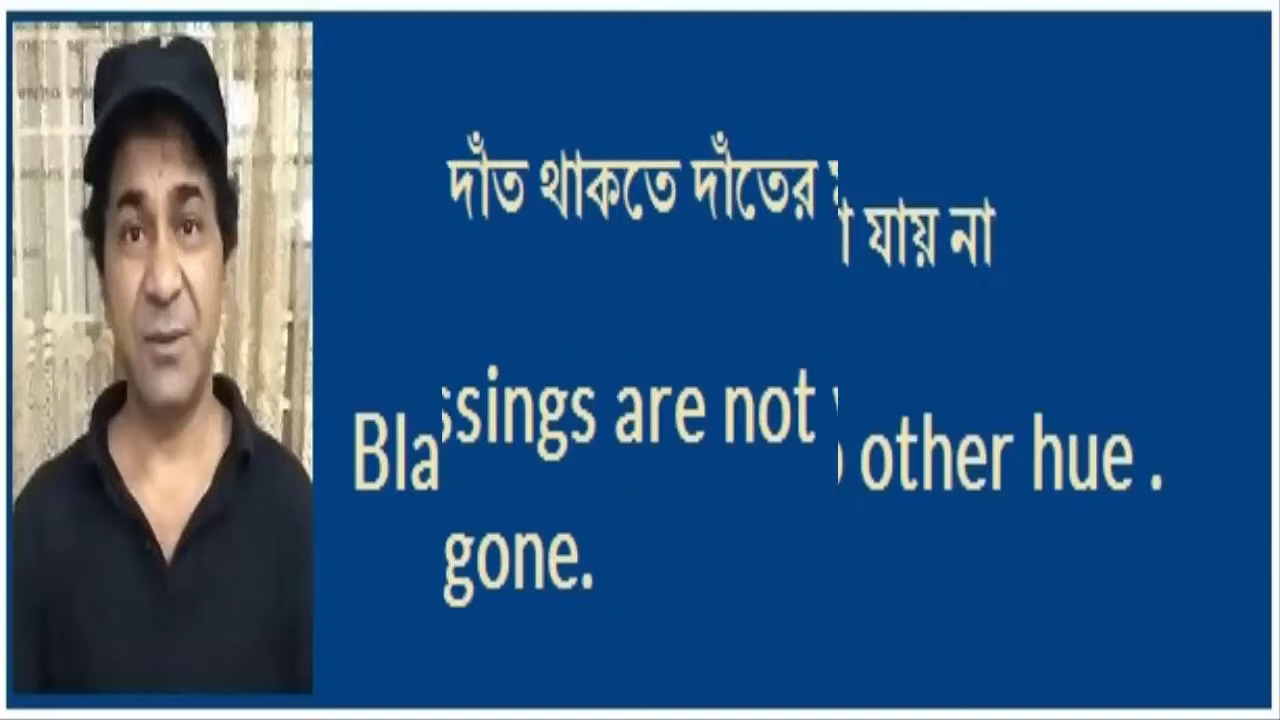 দাঁত থাকতে দাঁতের
যায় না
Bla ssings are not other hue .
gone.